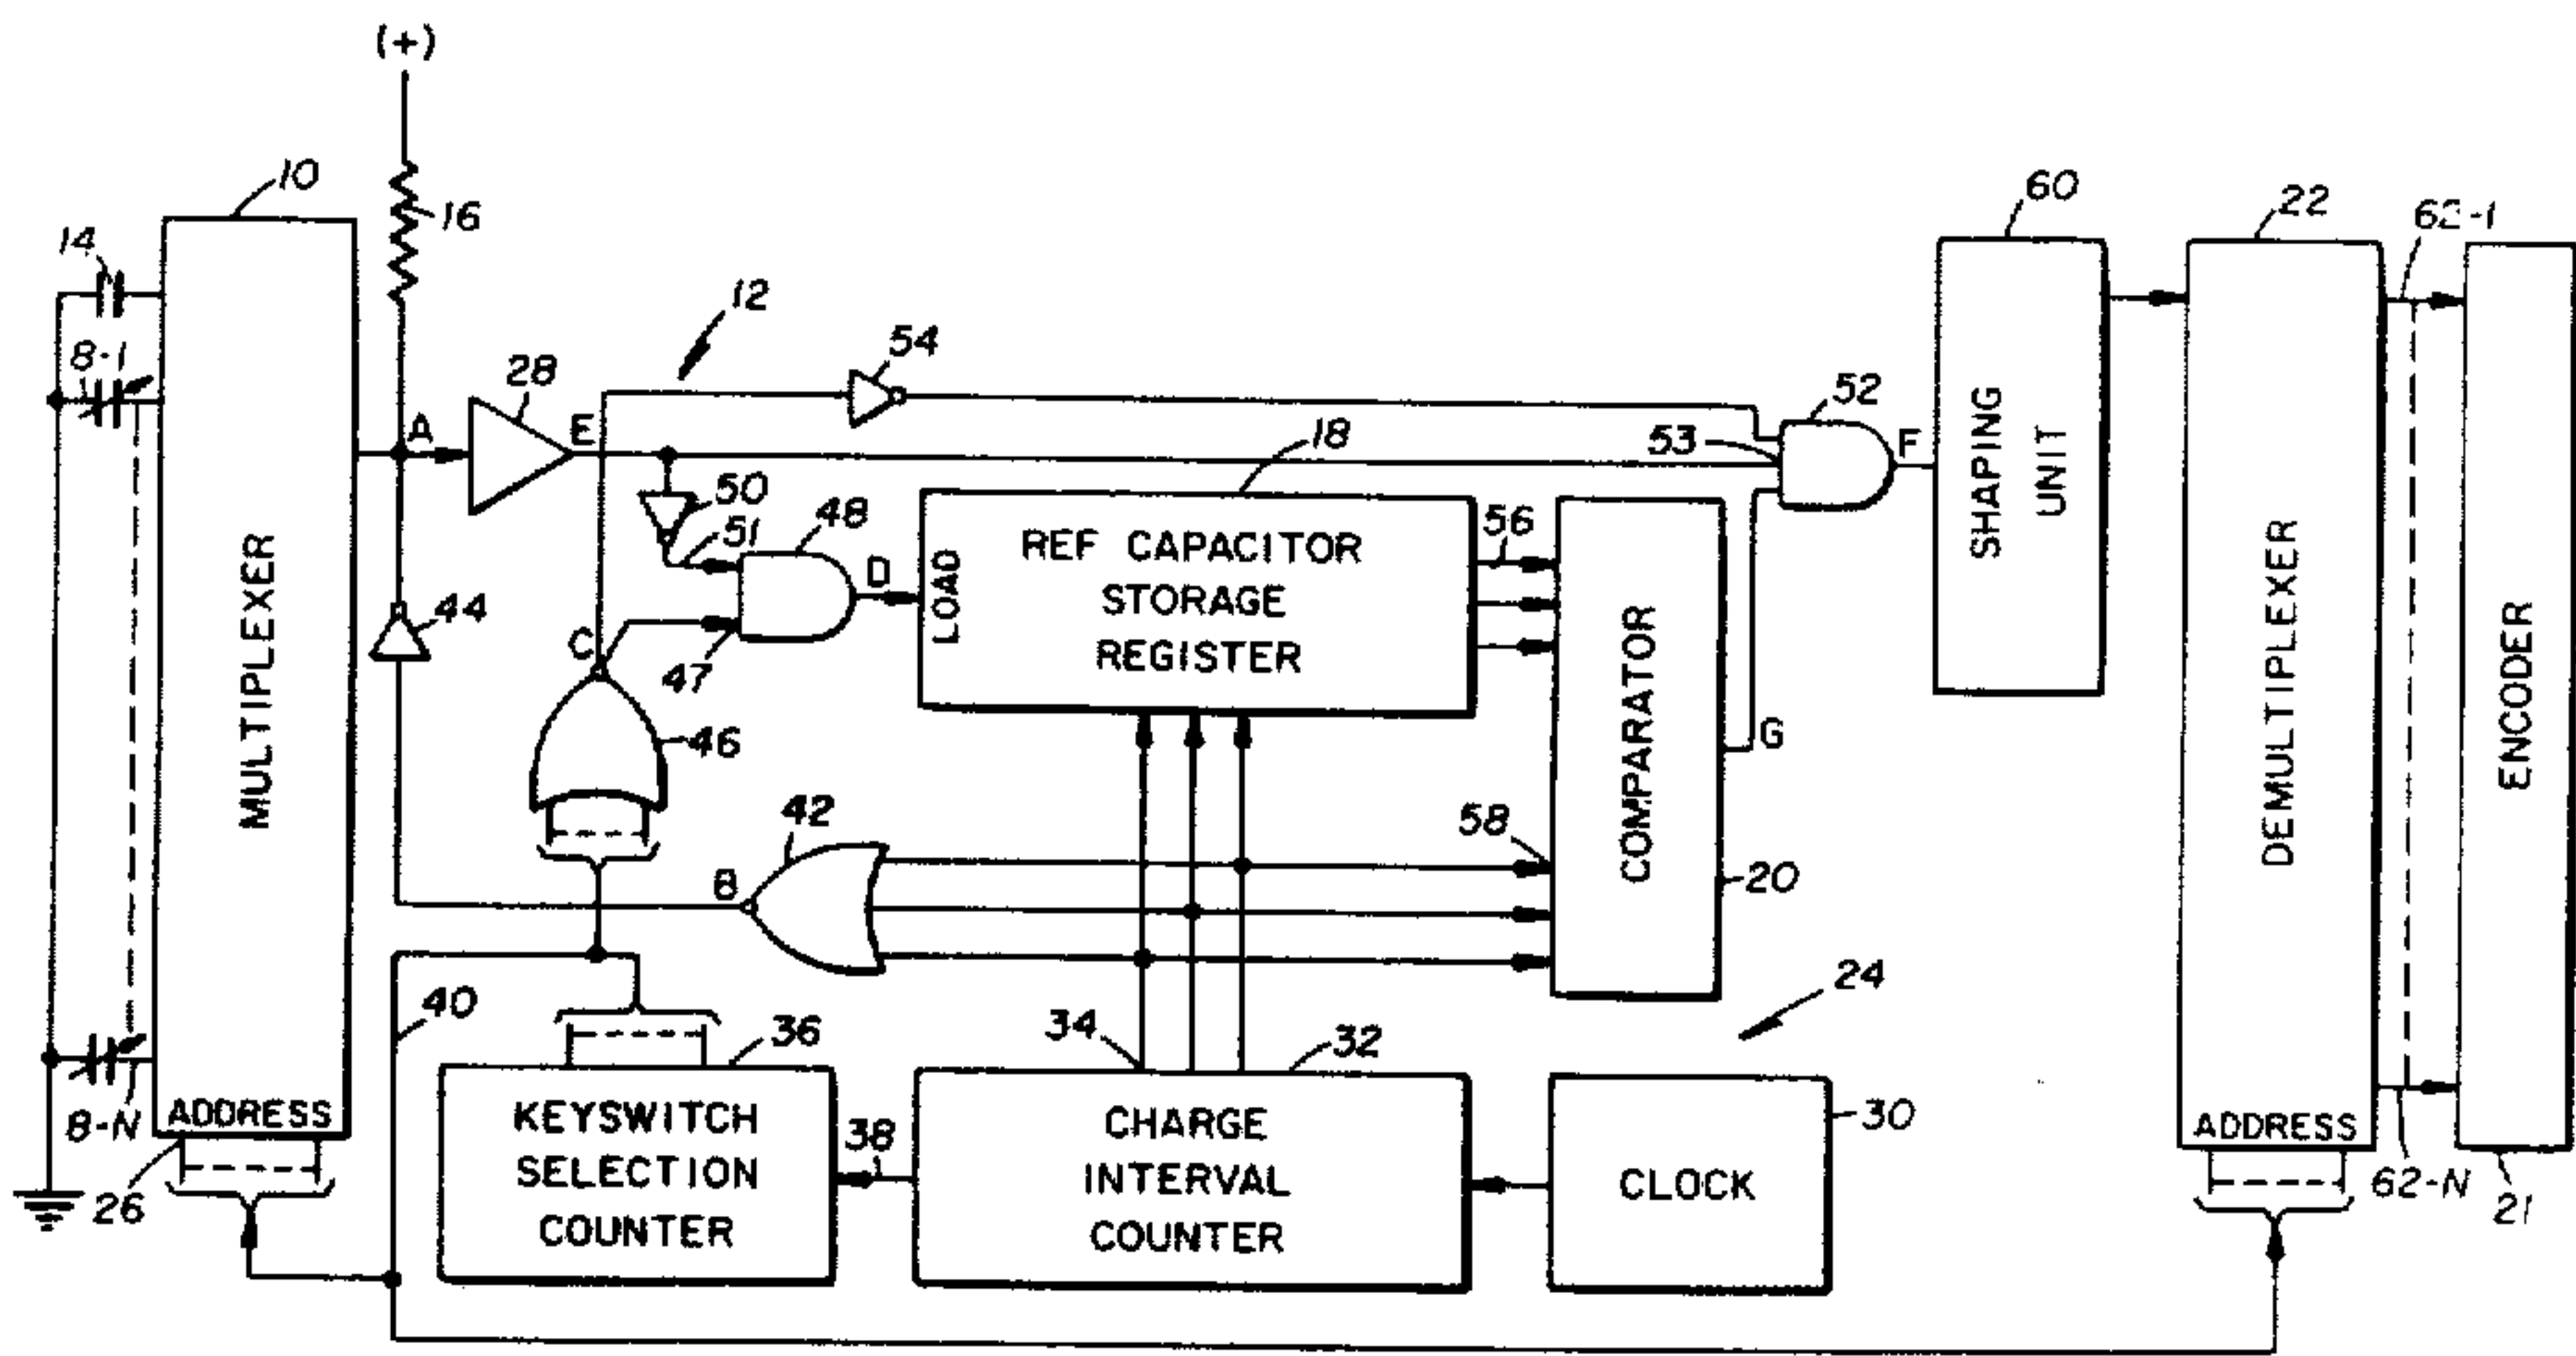 (+)
10
16
14
8-1
8-N
MULTIPLEXER
ADDRESS
26
A
28
E
12
54
50
51
48
47
D
C
46
44
18
LOAD
REF CAPACITOR
STORAGE
REGISTER
56
COMPARATOR
58
20
G
53
52
F
60
SHAPING
UNIT
22
DEMULTIPLEXER
ADDRESS
62-1
62-N
ENCODER
21
42
B
40
36
KEYSWITCH
SELECTION
COUNTER
38
34
32
CHARGE
INTERVAL
COUNTER
24
30
CLOCK